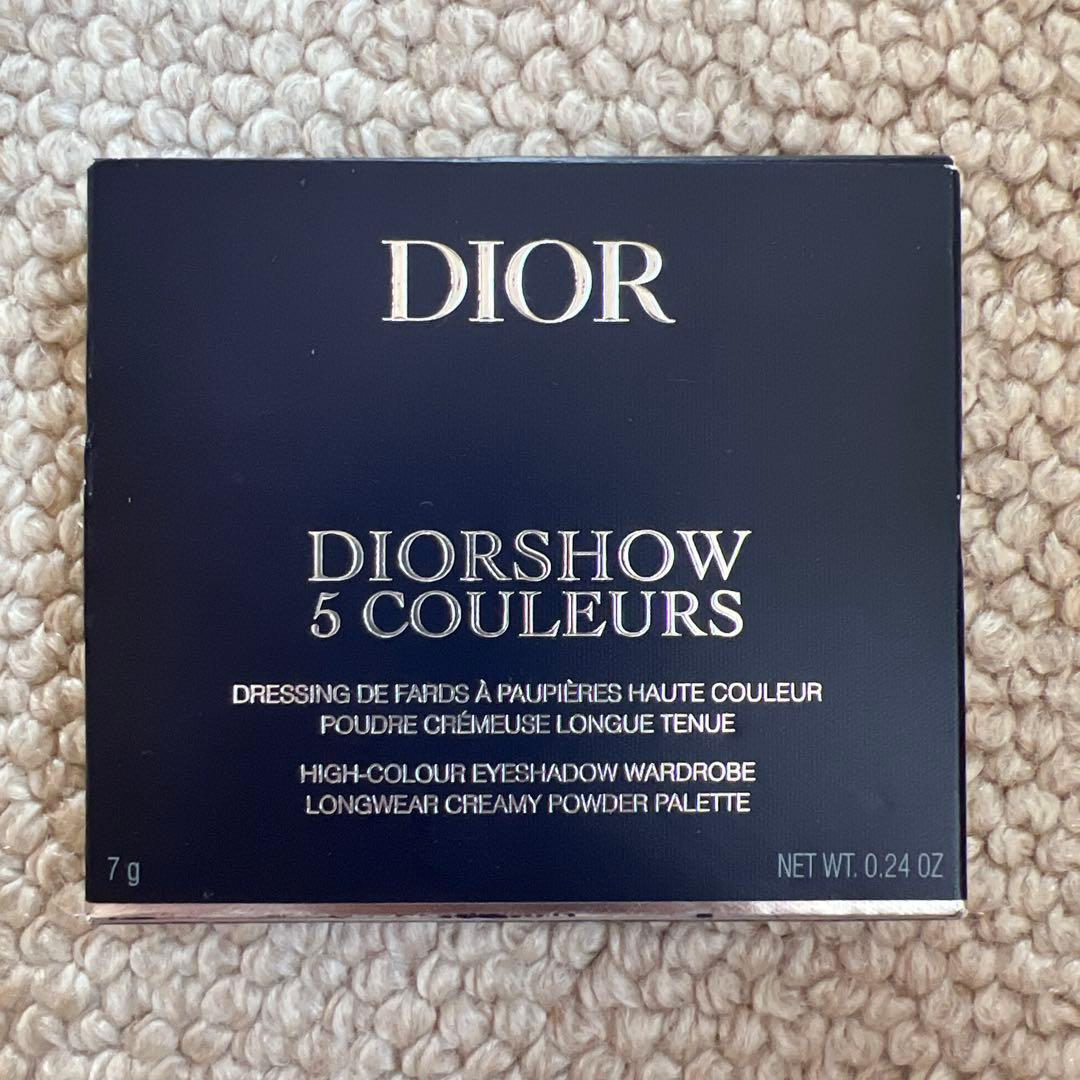 DIOR
DIORSHOW
5 COULEURS
DRESSING DE FARDS À PAUPIÈRES HAUTE COULEUR
POUDRE CRÉMEUSE LONGUE TENUE
HIGH-COLOUR EYESHADOW WARDROBE
LONGWEAR CREAMY POWDER PALETTE
7 g
NET WT. 0.24 OZ